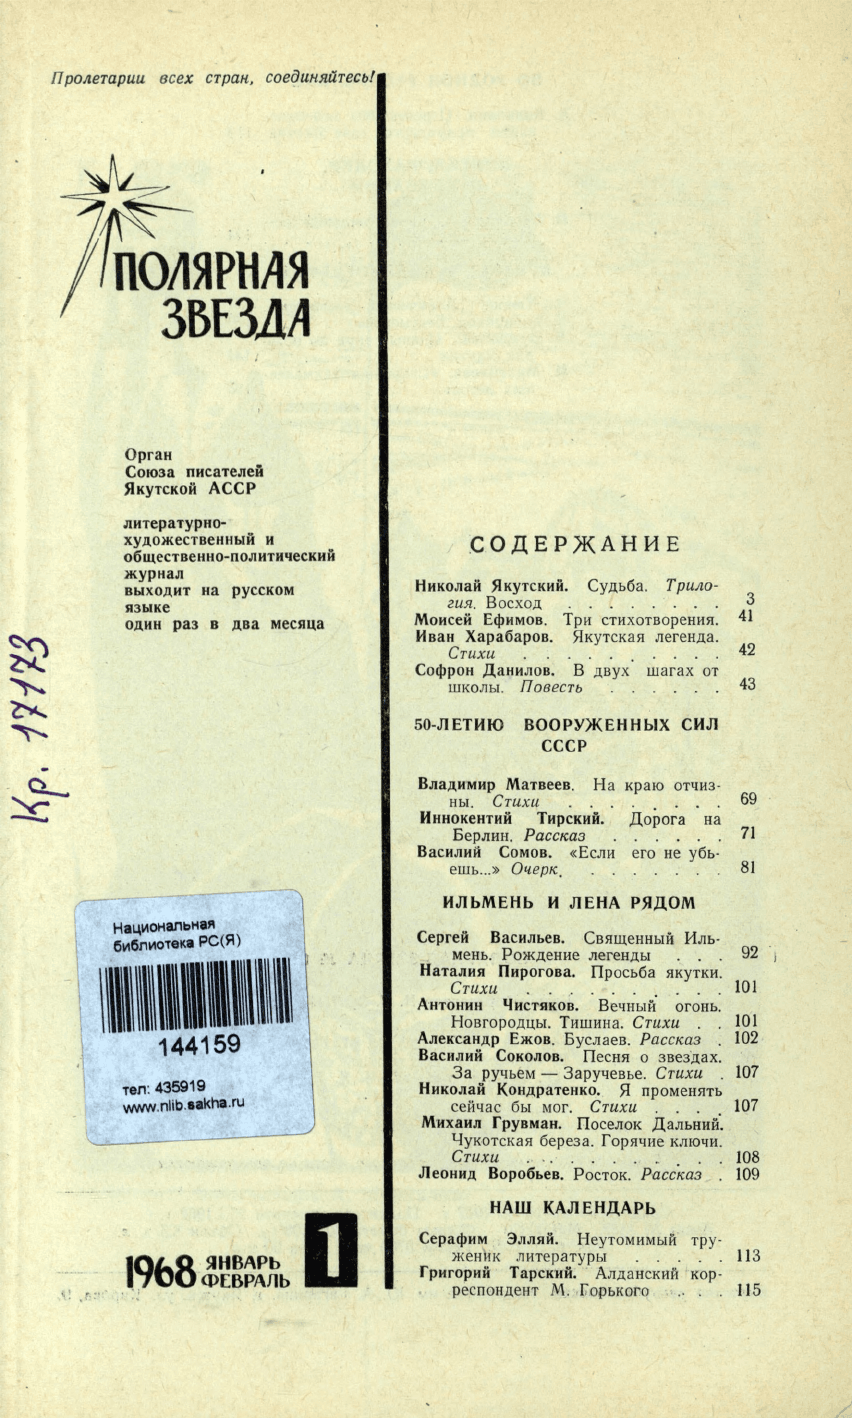 Пролетарии всех стран, соединяйтесь!
ПОЛЯРНАЯ
ЗВЕЗДА
Орган
Союза писателей
Якутской АССР
литературно-
художественный и
общественно-политический
журнал
выходит на русском
языке
один раз в два месяца
Кр. 17173
Национальная
библиотека РС(Я)
144159
тел: 435919
www.nlib.sakha.ru
1968 ЯНВАРЬ
ФЕВРАЛЬ
1
СОДЕРЖАНИЕ
Николай Якутский. Судьба. Трило-
гия. Восход . . . . . . . . 3
Моисей Ефимов. Три стихотворения. 41
Иван Харабаров. Якутская легенда.
Стихи . . . . . . . . . . 42
Софрон Данилов. В двух шагах от
школы. Повесть . . . . . . 43
50-ЛЕТИЮ ВООРУЖЕННЫХ СИЛ
СССР
Владимир Матвеев. На краю отчиз-
ны. Стихи . . . . . . . . 69
Иннокентий Тирский. Дорога на
Берлин. Рассказ . . . . . . 71
Василий Сомов. «Если его не убь-
ешь...» Очерк . . . . . . . . 81
ИЛЬМЕНЬ И ЛЕНА РЯДОМ
Сергей Васильев. Священный Иль-
мень. Рождение легенды . . . 92
Наталия Пирогова. Просьба якутки.
Стихи . . . . . . . . . . 101
Антонин Чистяков. Вечный огонь.
Новгородцы. Тишина. Стихи . . 101
Александр Ежов. Буслаев. Рассказ . 102
Василий Соколов. Песня о звездах.
За ручьем — Заручевье. Стихи . 107
Николай Кондратенко. Я променять
сейчас бы мог. Стихи . . . . 107
Михаил Грувман. Поселок Дальний.
Чукотская береза. Горячие ключи.
Стихи . . . . . . . . . . 108
Леонид Воробьев. Росток. Рассказ . 109
НАШ КАЛЕНДАРЬ
Серафим Элляй. Неутомимый тру-
женик литературы . . . . . 113
Григорий Тарский. Алданский кор-
респондент М. Горького . . . 115